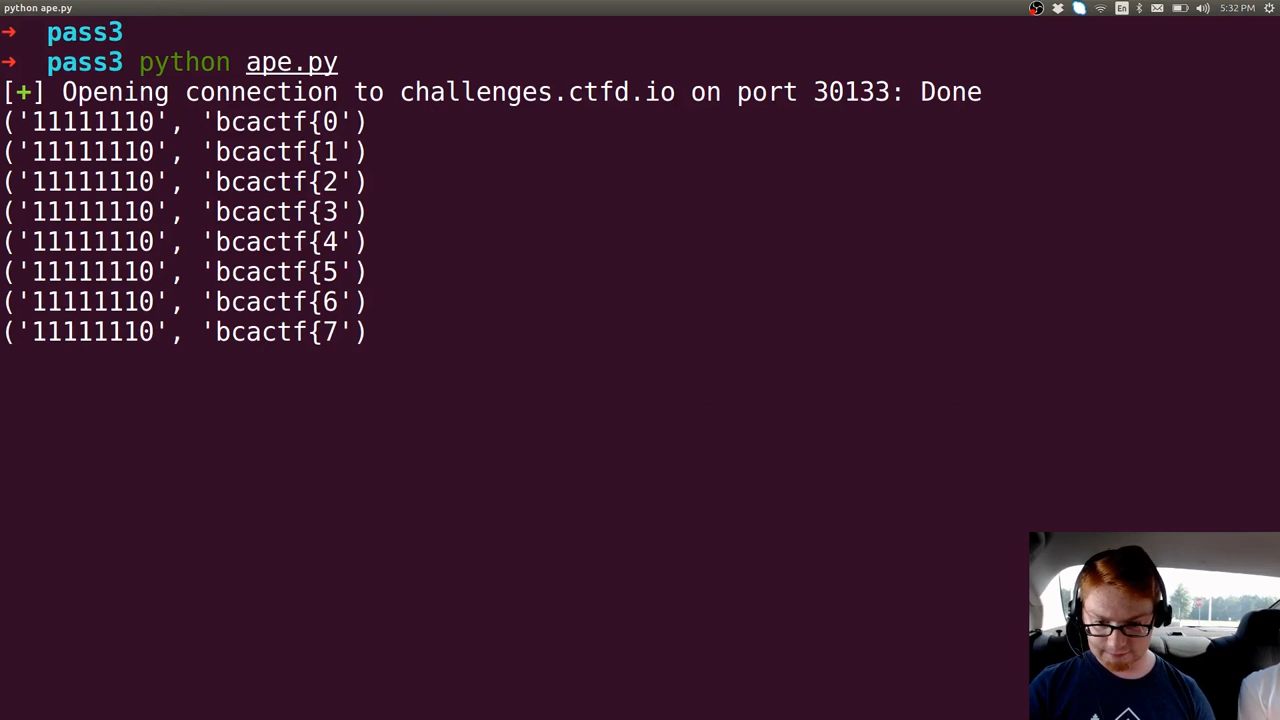 python ape.py En 5:32 PM
→ pass3
→ pass3 python ape.py
[+] Opening connection to challenges.ctfd.io on port 30133: Done
('11111110', 'bcactf{0')
('11111110', 'bcactf{1')
('11111110', 'bcactf{2')
('11111110', 'bcactf{3')
('11111110', 'bcactf{4')
('11111110', 'bcactf{5')
('11111110', 'bcactf{6')
('11111110', 'bcactf{7')